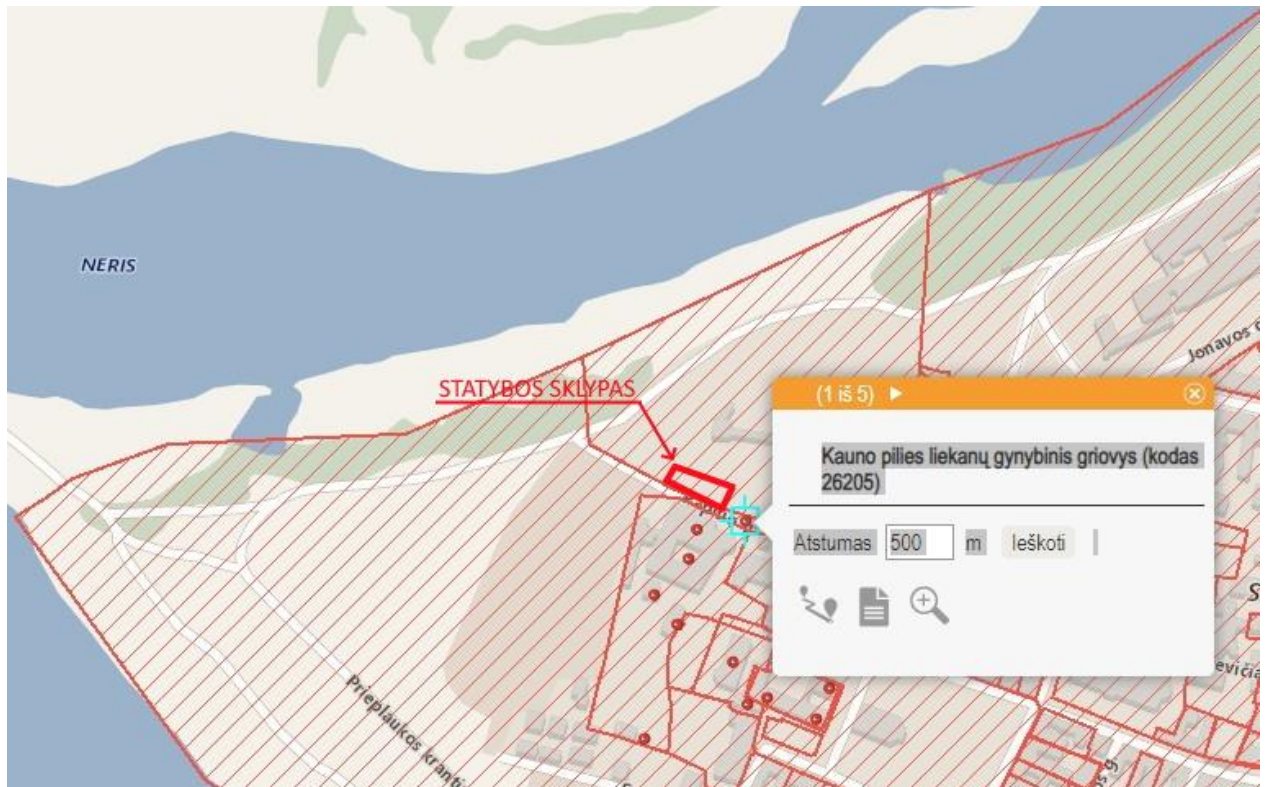 NERIS
STATYBOS SKLYPAS
Jonavos
(1 iš 5)
Kauno pilies liekanų gynybinis griovys (kodas
26205)
Atstumas 500 m Ieškoti
Prieplaukos kranti